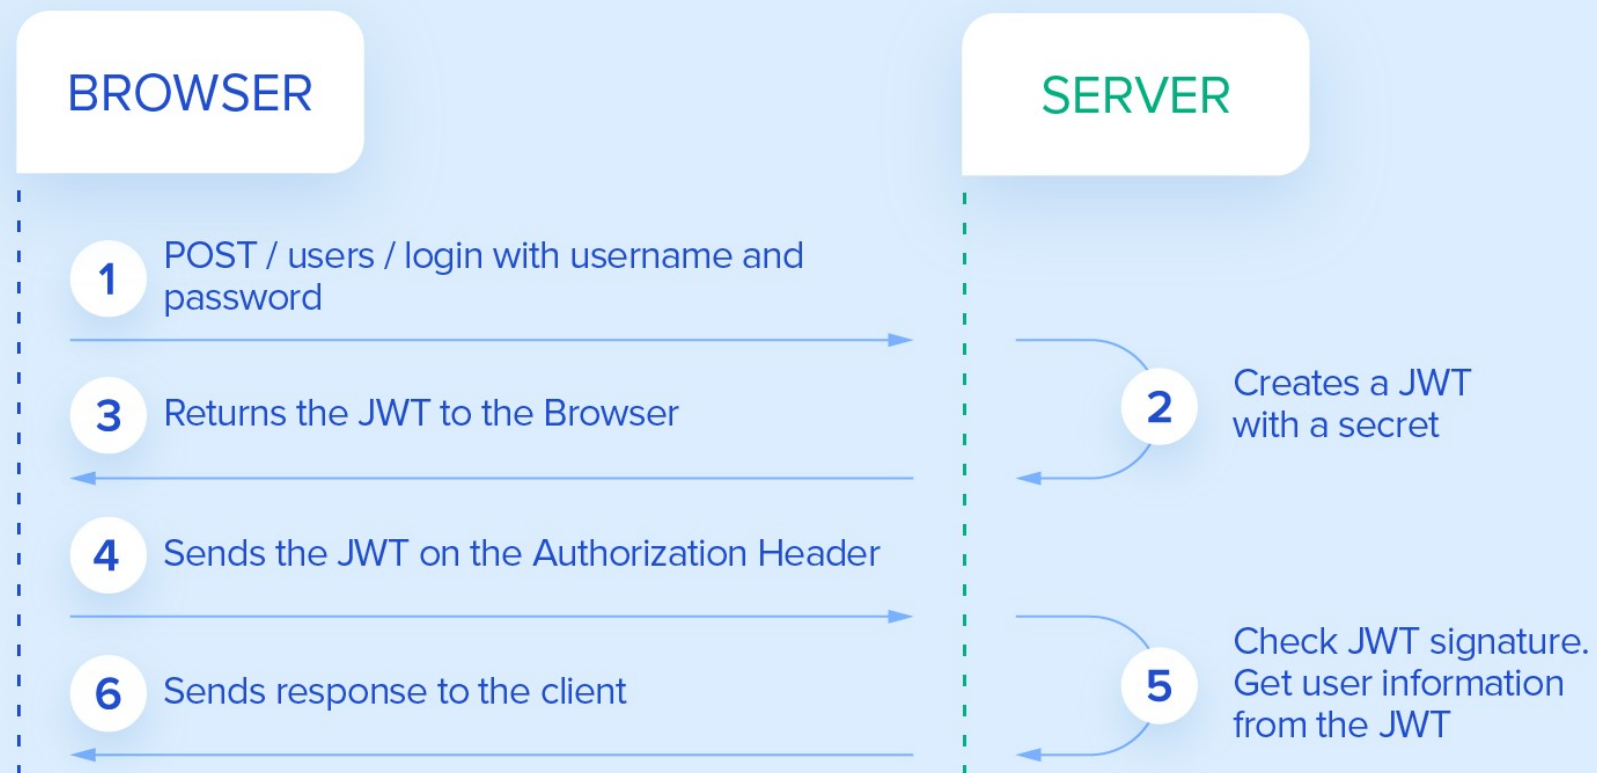 BROWSER
SERVER
1
POST / users / login with username and
password
2
Creates a JWT
with a secret
3
Returns the JWT to the Browser
4
Sends the JWT on the Authorization Header
5
Check JWT signature.
Get user information
from the JWT
6
Sends response to the client